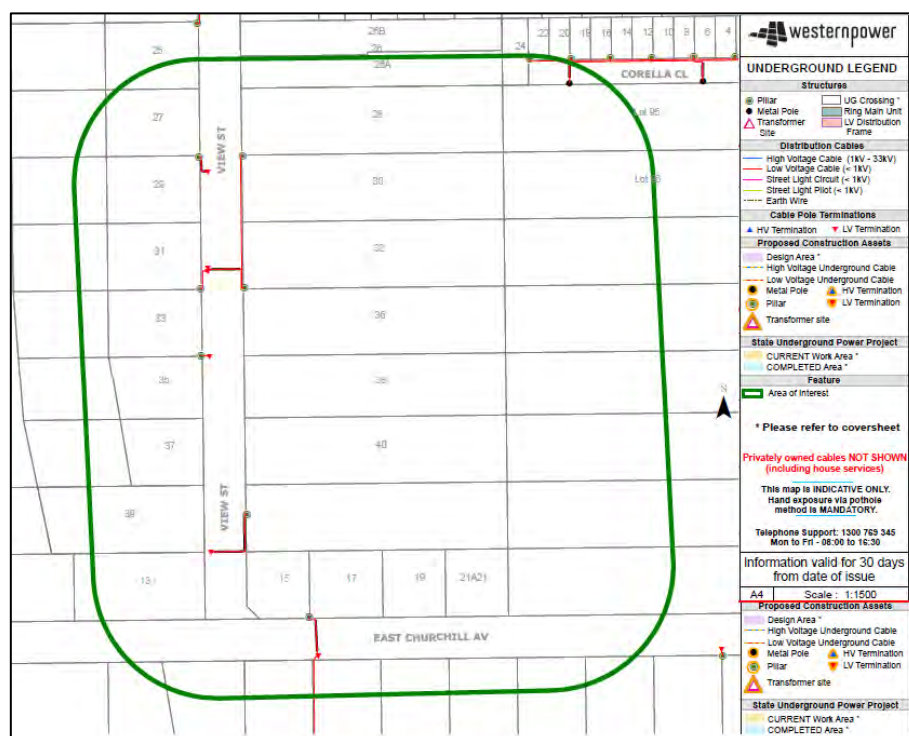 26B
25
26
26A
24
22 20 18 16 14 12 10 8 6 4
CORELLA CL
27
28
Lot 95
VIEW ST
29
30
31
32
33
36
35
38
37
40
VIEW ST
15
17
19
21A21
EAST CHURCHILL AV
N
westernpower
UNDERGROUND LEGEND
Structures
Pillar
UG Crossing *
Metal Pole
Ring Main Unit
Transformer Site
LV Distribution Frame
Distribution Cables
High Voltage Cable (1kV - 33kV)
Low Voltage Cable (< 1kV)
Street Light Circuit (< 1kV)
Street Light Pilot (< 1kV)
Earth Wire
Cable Pole Terminations
HV Termination
LV Termination
Proposed Construction Assets
Design Area *
High Voltage Underground Cable
Low Voltage Underground Cable
Metal Pole
HV Termination
Pillar
LV Termination
Transformer site
State Underground Power Project
CURRENT Work Area *
COMPLETED Area *
Feature
Area of Interest
* Please refer to coversheet
Privately owned cables NOT SHOWN
(including house services)
This map is INDICATIVE ONLY.
Hand exposure via pothole
method is MANDATORY.
Telephone Support: 1300 769 345
Mon to Fri - 08:00 to 16:30
Information valid for 30 days
from date of issue
A4 Scale : 1:1500
Proposed Construction Assets
Design Area *
High Voltage Underground Cable
Low Voltage Underground Cable
Metal Pole
HV Termination
Pillar
LV Termination
Transformer site
State Underground Power Project
CURRENT Work Area *
COMPLETED Area *